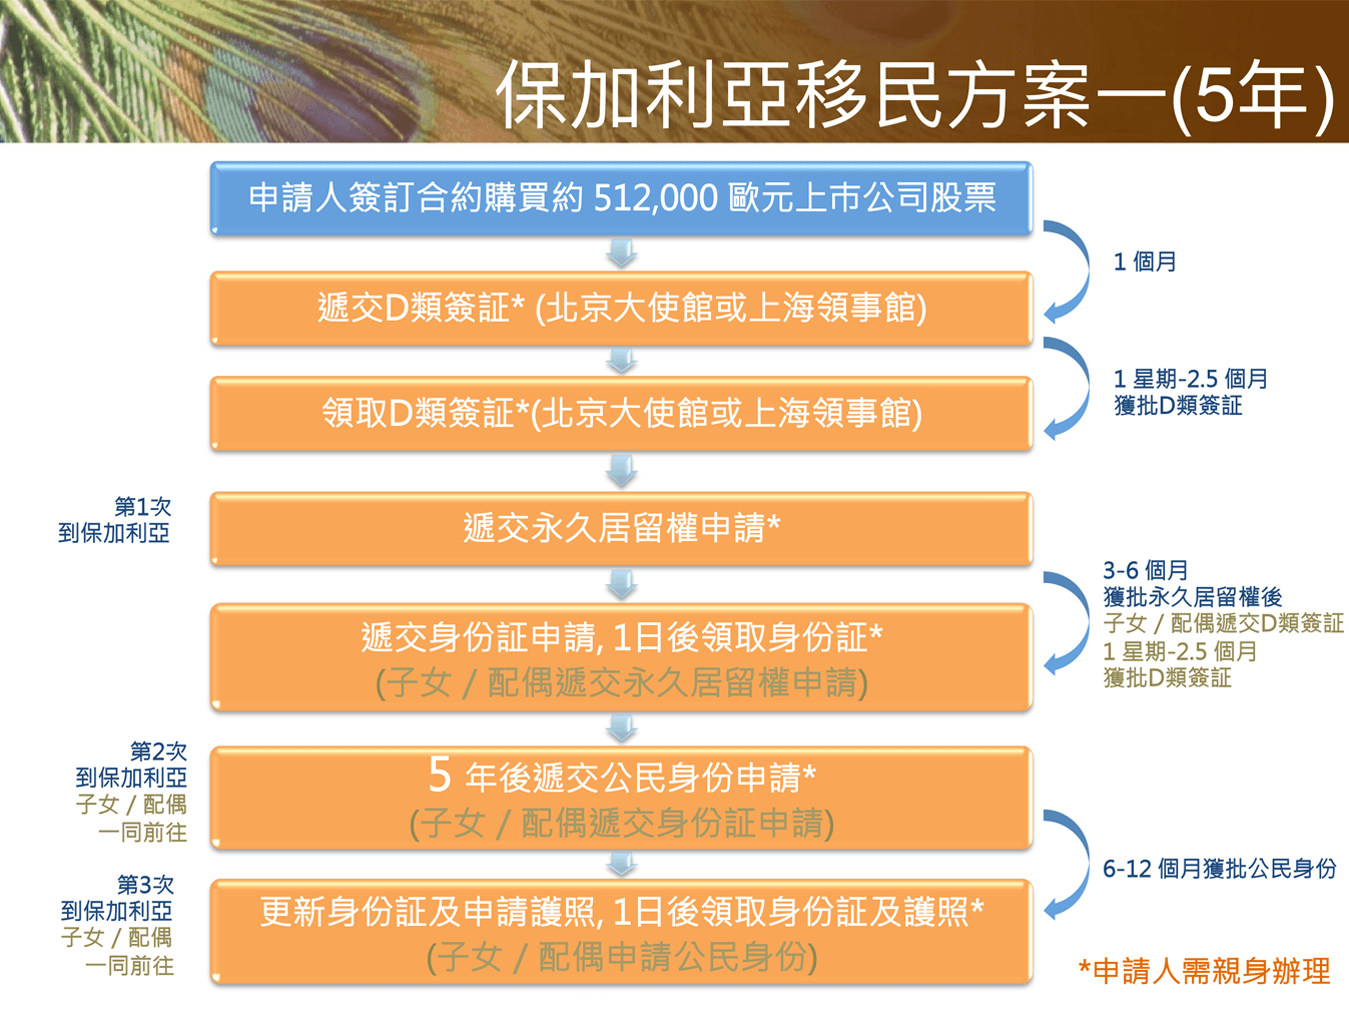 保加利亞移民方案一(5年)
申請人簽訂合約購買約 512,000 歐元上市公司股票
1 個月
遞交D類簽証* (北京大使館或上海領事館)
1 星期-2.5 個月
獲批D類簽証
領取D類簽証*(北京大使館或上海領事館)
第1次
到保加利亞
遞交永久居留權申請*
3-6 個月
獲批永久居留權後
子女 / 配偶遞交D類簽証
1 星期-2.5 個月
獲批D類簽証
遞交身份証申請, 1日後領取身份証*
(子女 / 配偶遞交永久居留權申請)
第2次
到保加利亞
子女 / 配偶
一同前往
5 年後遞交公民身份申請*
(子女 / 配偶遞交身份証申請)
6-12 個月獲批公民身份
第3次
到保加利亞
子女 / 配偶
一同前往
更新身份証及申請護照, 1日後領取身份証及護照*
(子女 / 配偶申請公民身份)
*申請人需親身辦理